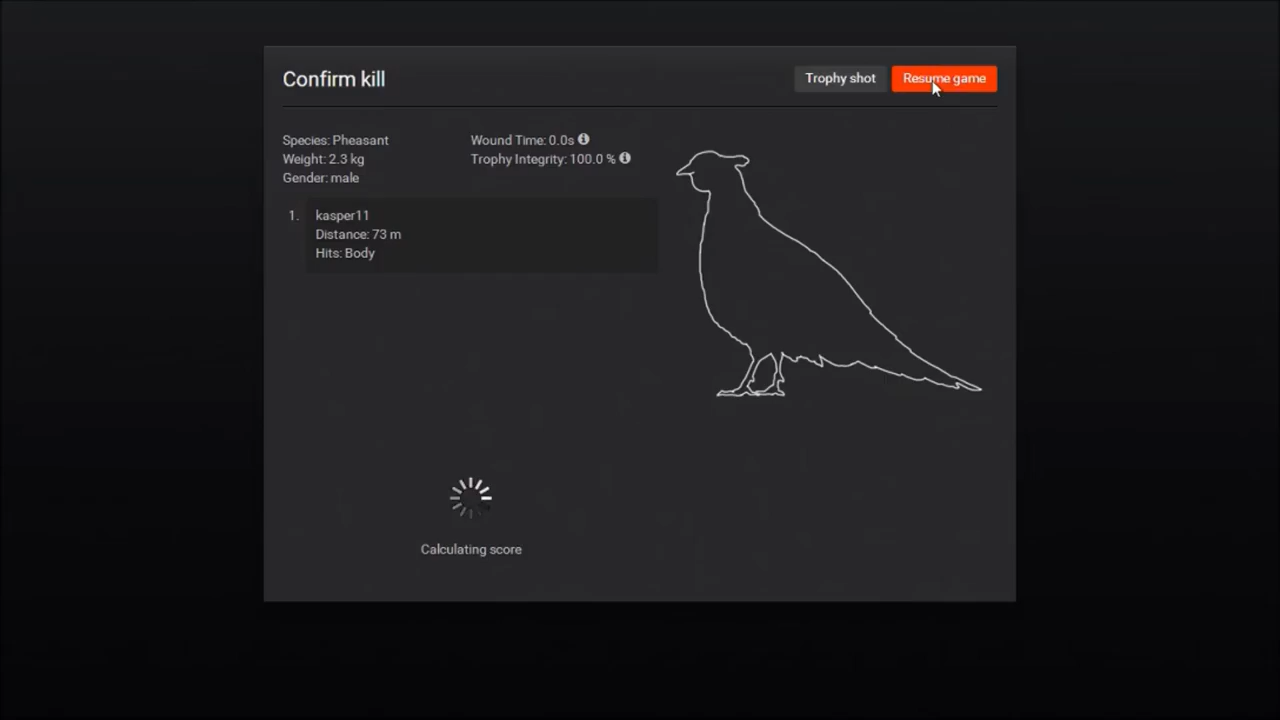 Confirm kill
Trophy shot
Resume game
Species: Pheasant
Weight: 2.3 kg
Gender: male
Wound Time: 0.0s
Trophy Integrity: 100.0 %
1.
kasper11
Distance: 73 m
Hits: Body
Calculating score